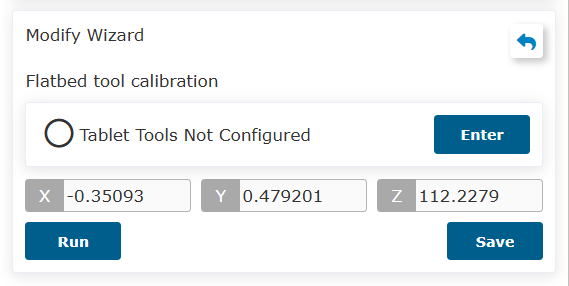 Modify Wizard
Flatbed tool calibration
Tablet Tools Not Configured Enter
X -0.35093 Y 0.479201 Z 112.2279
Run Save